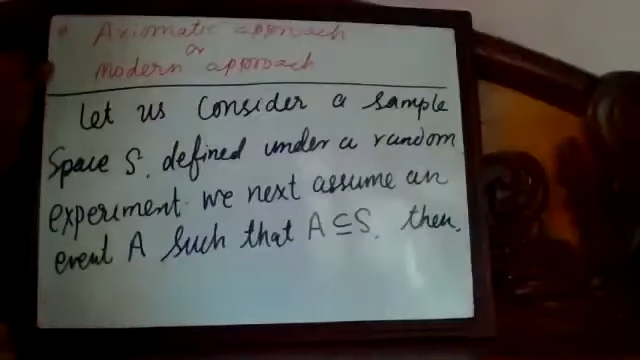 * Axiomatic approach
or
modern approach
Let us consider a sample
space S. defined under a random
experiment. we next assume an
event A such that A ⊆ S. then.